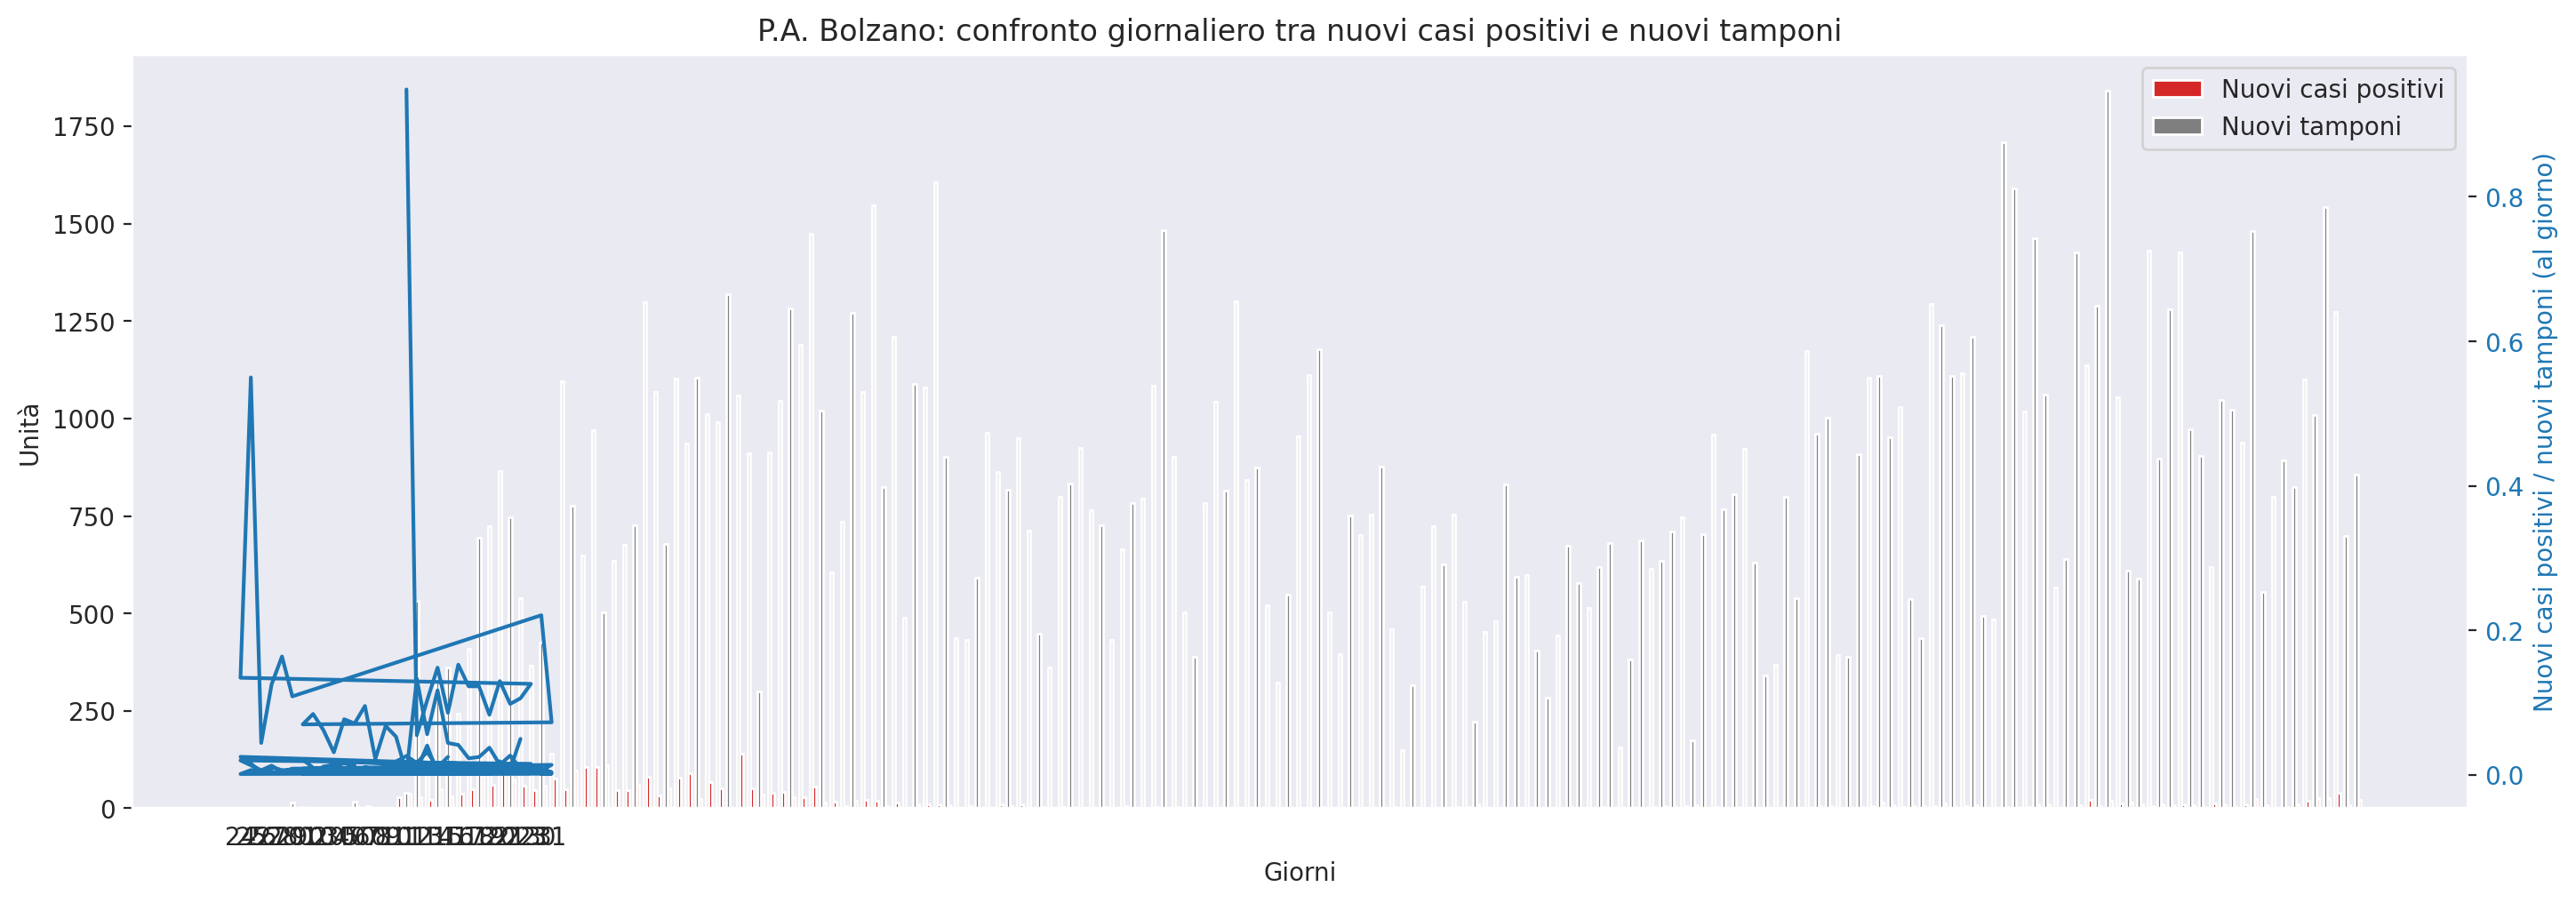 P.A. Bolzano: confronto giornaliero tra nuovi casi positivi e nuovi tamponi
Nuovi casi positivi
Nuovi tamponi
1750
1500
1250
1000
750
500
250
0
Unità
0.8
0.6
0.4
0.2
0.0
Nuovi casi positivi / nuovi tamponi (al giorno)
Giorni